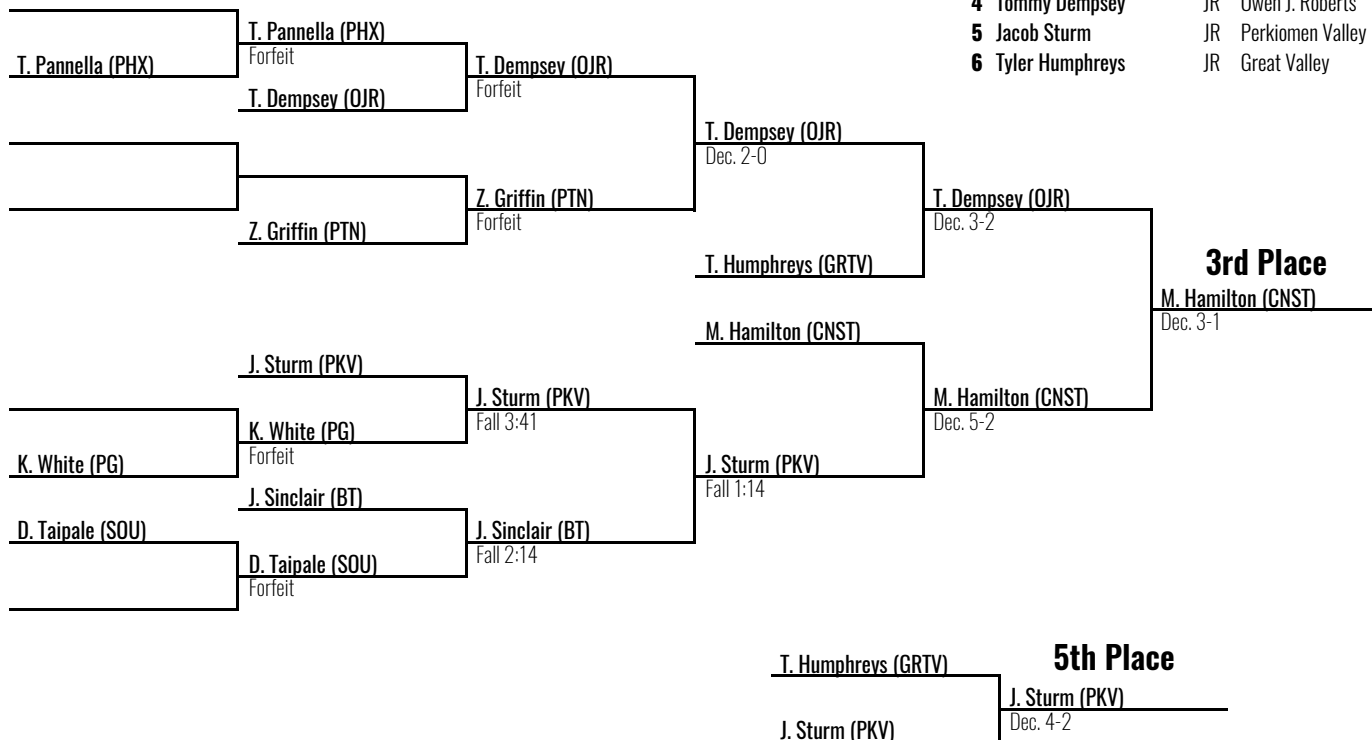 4 Tommy Dempsey JR Owen J. Roberts
5 Jacob Sturm JR Perkiomen Valley
6 Tyler Humphreys JR Great Valley
T. Pannella (PHX)
Forfeit
T. Pannella (PHX)
T. Dempsey (OJR)
Forfeit
T. Dempsey (OJR)
T. Dempsey (OJR)
Dec. 2-0
Z. Griffin (PTN)
Forfeit
Z. Griffin (PTN)
T. Dempsey (OJR)
Dec. 3-2
T. Humphreys (GRTV)
3rd Place
M. Hamilton (CNST)
Dec. 3-1
M. Hamilton (CNST)
J. Sturm (PKV)
J. Sturm (PKV)
Fall 3:41
M. Hamilton (CNST)
Dec. 5-2
K. White (PG)
Forfeit
K. White (PG)
J. Sturm (PKV)
Fall 1:14
J. Sinclair (BT)
D. Taipale (SOU)
J. Sinclair (BT)
Fall 2:14
D. Taipale (SOU)
Forfeit
5th Place
T. Humphreys (GRTV)
J. Sturm (PKV)
Dec. 4-2
J. Sturm (PKV)